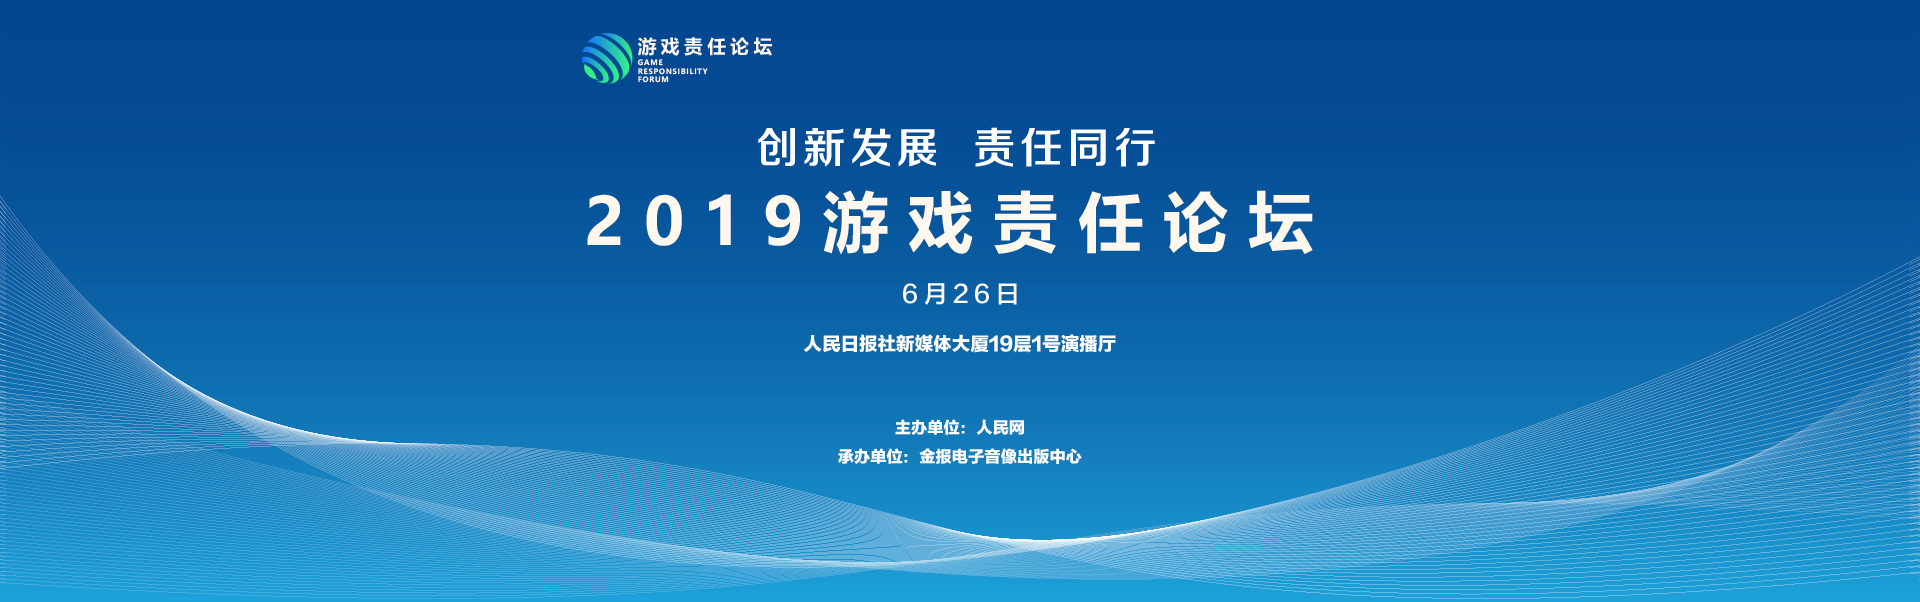 游戏责任论坛
GAME
RESPONSIBILITY
FORUM
创新发展 责任同行
2019游戏责任论坛
6月26日
人民日报社新媒体大厦19层1号演播厅
主办单位：人民网
承办单位：金报电子音像出版中心